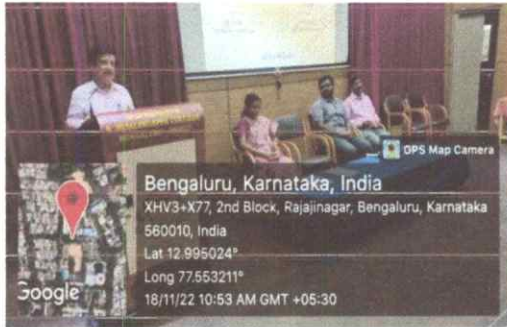 GPS Map Camera
Bengaluru, Karnataka, India
XHV3+X77, 2nd Block, Rajajinagar, Bengaluru, Karnataka
560010, India
Lat 12.995024°
Long 77.553211°
18/11/22 10:53 AM GMT +05:30
Google